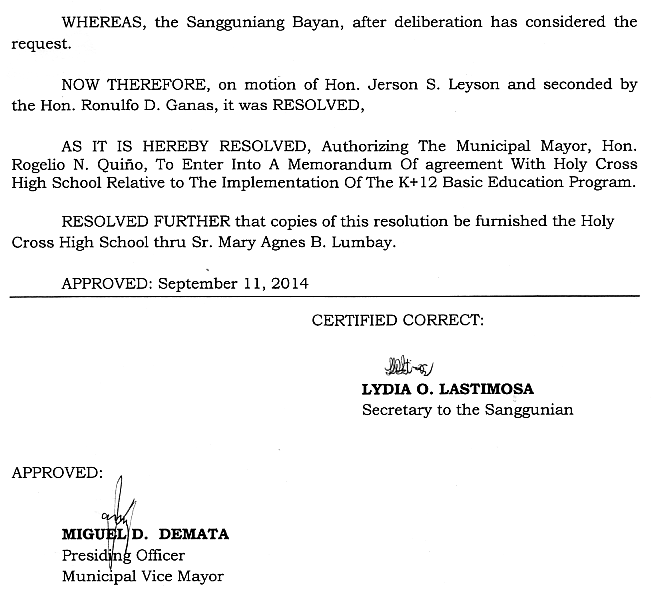 WHEREAS, the Sangguniang Bayan, after deliberation has considered the
request.
NOW THEREFORE, on motion of Hon. Jerson S. Leyson and seconded by
the Hon. Ronulfo D. Ganas, it was RESOLVED,
AS IT IS HEREBY RESOLVED, Authorizing The Municipal Mayor, Hon.
Rogelio N. Quiño, To Enter Into A Memorandum Of agreement With Holy Cross
High School Relative to The Implementation Of The K+12 Basic Education Program.
RESOLVED FURTHER that copies of this resolution be furnished the Holy
Cross High School thru Sr. Mary Agnes B. Lumbay.
APPROVED: September 11, 2014
CERTIFIED CORRECT:
LYDIA O. LASTIMOSA
Secretary to the Sanggunian
APPROVED:
MIGUEL D. DEMATA
Presiding Officer
Municipal Vice Mayor